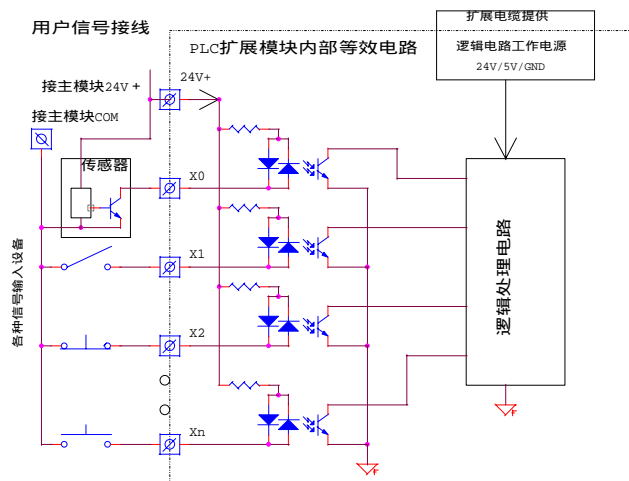 用户信号接线
PLC扩展模块内部等效电路
扩展电缆提供
逻辑电路工作电源
24V/5V/GND
接主模块24V+
24V+
接主模块COM
传感器
X0
X1
X2
Xn
各种信号输入设备
逻辑处理电路
F
F